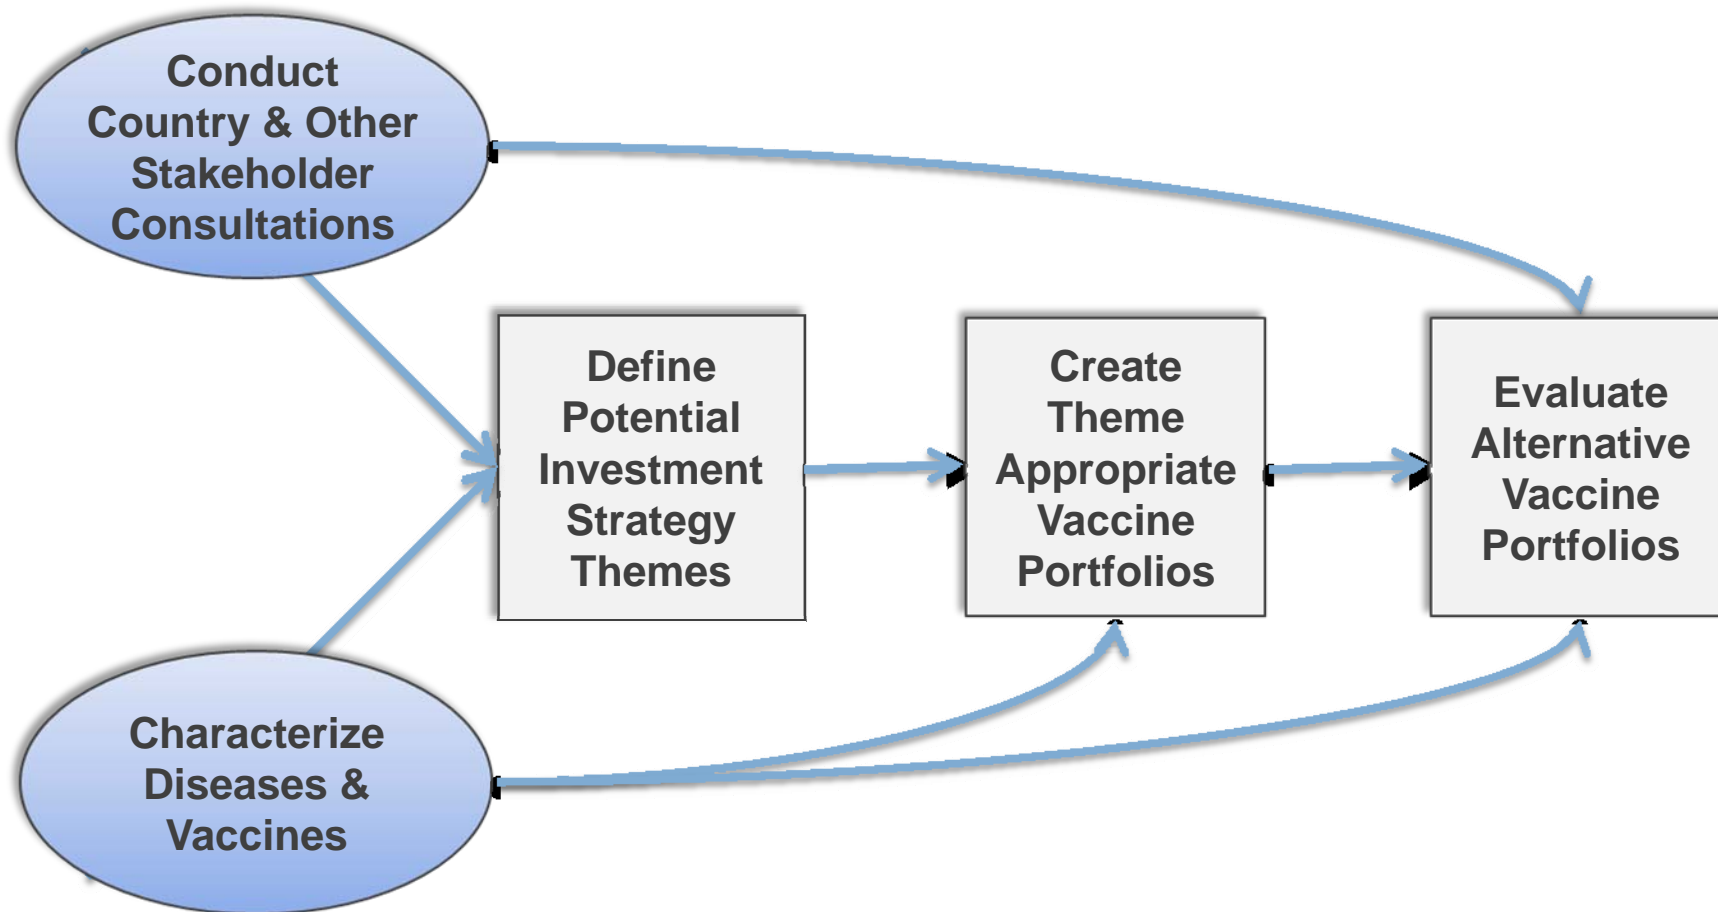 Conduct
Country & Other
Stakeholder
Consultations
Define
Potential
Investment
Strategy
Themes
Create
Theme
Appropriate
Vaccine
Portfolios
Evaluate
Alternative
Vaccine
Portfolios
Characterize
Diseases &
Vaccines